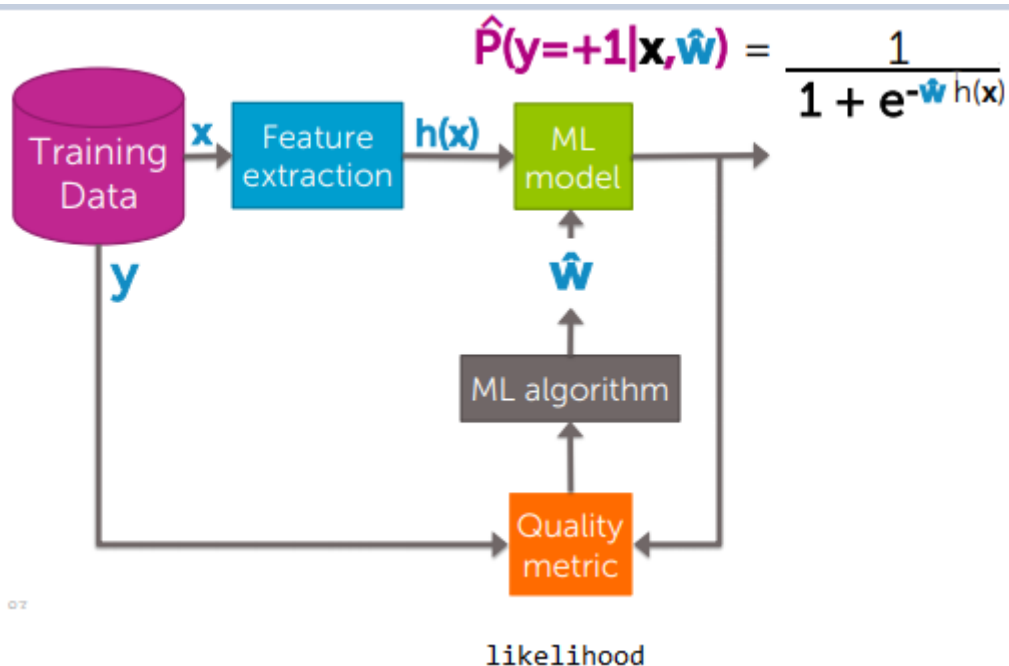 P̂(y=+1|x,ŵ) = 1
1 + e^-ŵ h(x)
Training
Data
x
Feature
extraction
h(x)
ML
model
y
ŵ
ML algorithm
Quality
metric
likelihood